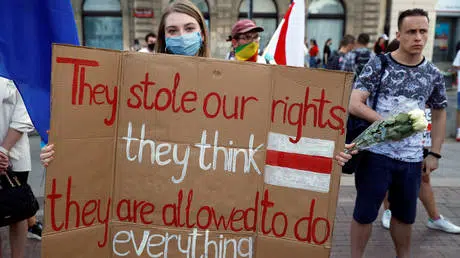 They stole our rights,
they think
they are allowed to do
everything